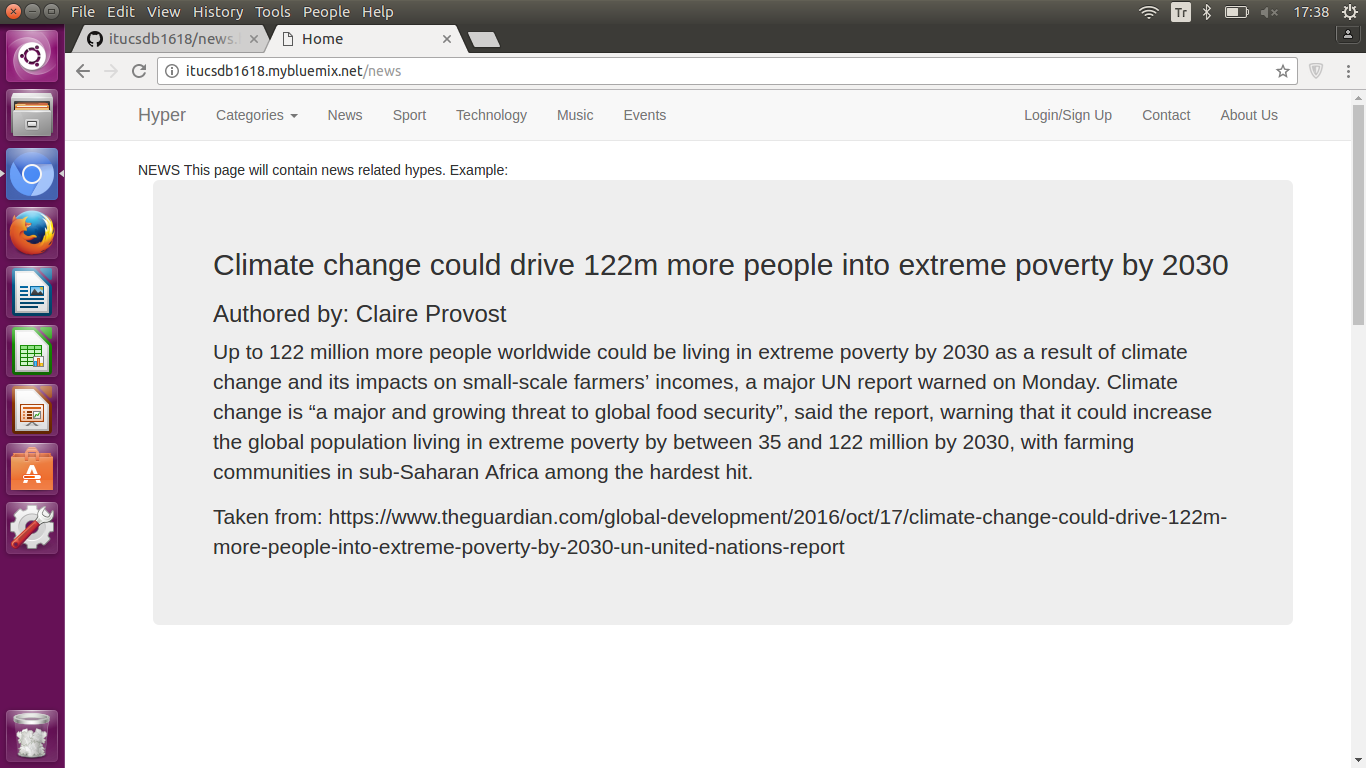 File Edit View History Tools People Help
Tr
17:38
itucsdb1618/news.
Home
itucsdb1618.mybluemix.net/news
Hyper Categories News Sport Technology Music Events Login/Sign Up Contact About Us
NEWS This page will contain news related hypes. Example:
Climate change could drive 122m more people into extreme poverty by 2030
Authored by: Claire Provost
Up to 122 million more people worldwide could be living in extreme poverty by 2030 as a result of climate
change and its impacts on small-scale farmers’ incomes, a major UN report warned on Monday. Climate
change is “a major and growing threat to global food security”, said the report, warning that it could increase
the global population living in extreme poverty by between 35 and 122 million by 2030, with farming
communities in sub-Saharan Africa among the hardest hit.
Taken from: https://www.theguardian.com/global-development/2016/oct/17/climate-change-could-drive-122m-
more-people-into-extreme-poverty-by-2030-un-united-nations-report